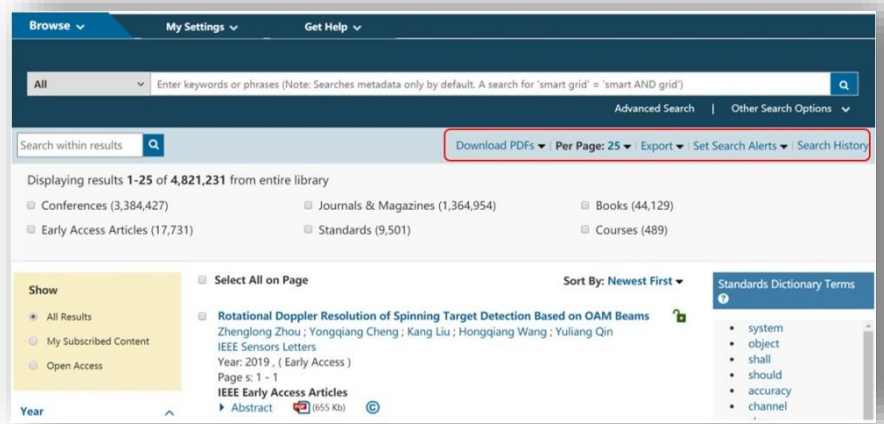 Browse My Settings Get Help
All Enter keywords or phrases (Note: Searches metadata only by default. A search for 'smart grid' = 'smart AND grid')
Advanced Search | Other Search Options
Search within results Download PDFs | Per Page: 25 | Export | Set Search Alerts | Search History
Displaying results 1-25 of 4,821,231 from entire library
Conferences (3,384,427) Journals & Magazines (1,364,954) Books (44,129)
Early Access Articles (17,731) Standards (9,501) Courses (489)
Show
All Results
My Subscribed Content
Open Access
Year
Select All on Page Sort By: Newest First
Rotational Doppler Resolution of Spinning Target Detection Based on OAM Beams
Zhenglong Zhou ; Yongqiang Cheng ; Kang Liu ; Hongqiang Wang ; Yuliang Qin
IEEE Sensors Letters
Year: 2019 , ( Early Access )
Page s: 1 - 1
IEEE Early Access Articles
Abstract PDF (655 Kb) ©
Standards Dictionary Terms
?
system
object
shall
should
accuracy
channel